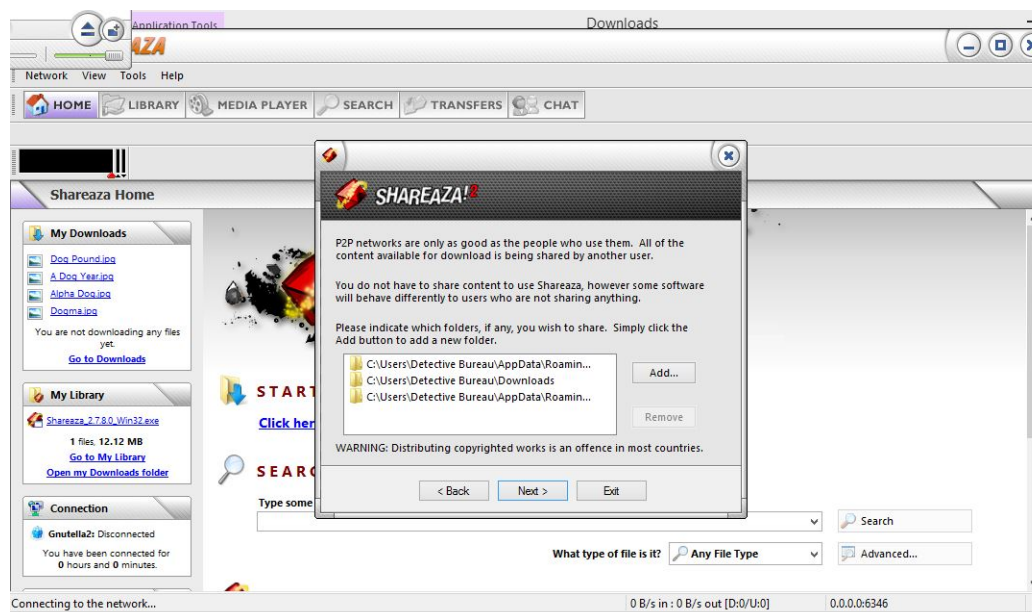 Application Tools
Downloads
AZA
Network View Tools Help
HOME LIBRARY MEDIA PLAYER SEARCH TRANSFERS CHAT
Shareaza Home
SHAREAZA!2
My Downloads
Dog Pound.jpg
A Dog Year.jpg
Alpha Dog.jpg
Dogma.jpg
You are not downloading any files
yet.
Go to Downloads
My Library
Shareaza_2.7.8.0_Win32.exe
1 files, 12.12 MB
Go to My Library
Open my Downloads folder
Connection
Gnutella2: Disconnected
You have been connected for
0 hours and 0 minutes.
P2P networks are only as good as the people who use them. All of the
content available for download is being shared by another user.
You do not have to share content to use Shareaza, however some software
will behave differently to users who are not sharing anything.
Please indicate which folders, if any, you wish to share. Simply click the
Add button to add a new folder.
C:\Users\Detective Bureau\AppData\Roamin...
C:\Users\Detective Bureau\Downloads
C:\Users\Detective Bureau\AppData\Roamin...
Add...
Remove
WARNING: Distributing copyrighted works is an offence in most countries.
< Back Next > Exit
START
Click her
SEARC
Type some
Search
What type of file is it? Any File Type Advanced...
Connecting to the network... 0 B/s in : 0 B/s out [D:0/U:0] 0.0.0.0:6346